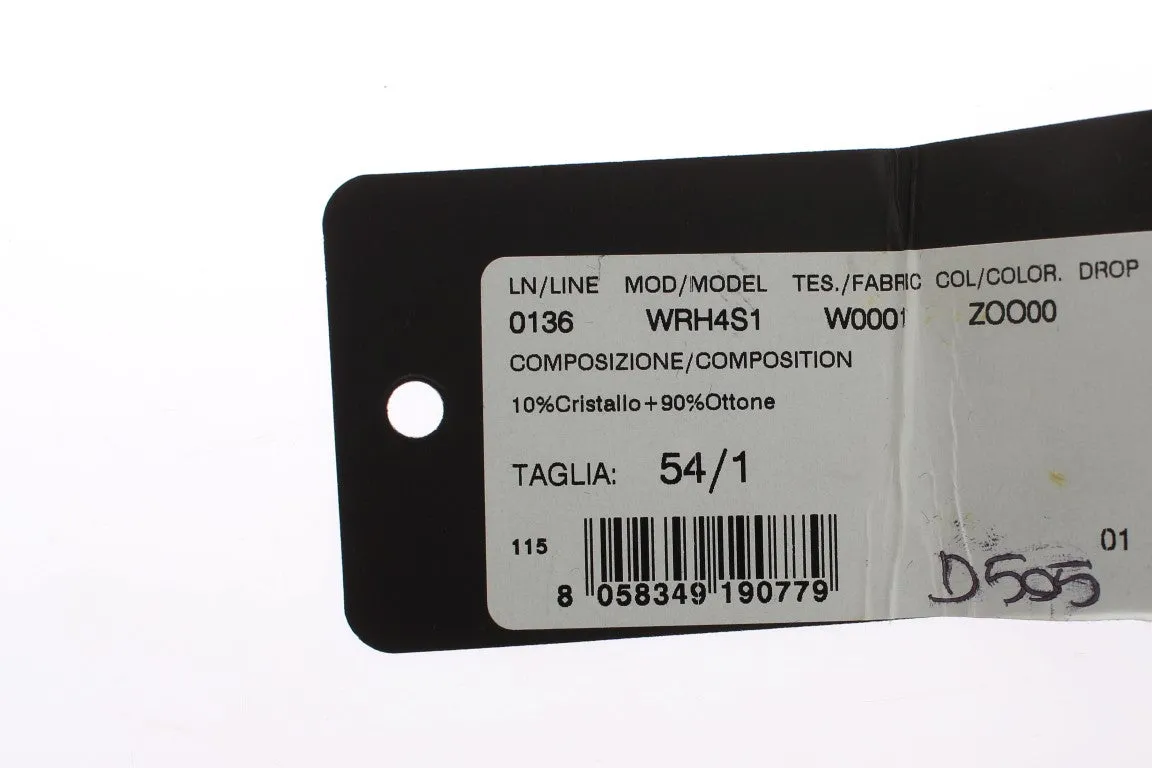 LN/LINE MOD/MODEL TES./FABRIC COL/COLOR. DROP
0136 WRH4S1 W0001 ZOO00
COMPOSIZIONE/COMPOSITION
10%Cristallo+90%Ottone
TAGLIA: 54/1
115 01
8 058349 190779
D505